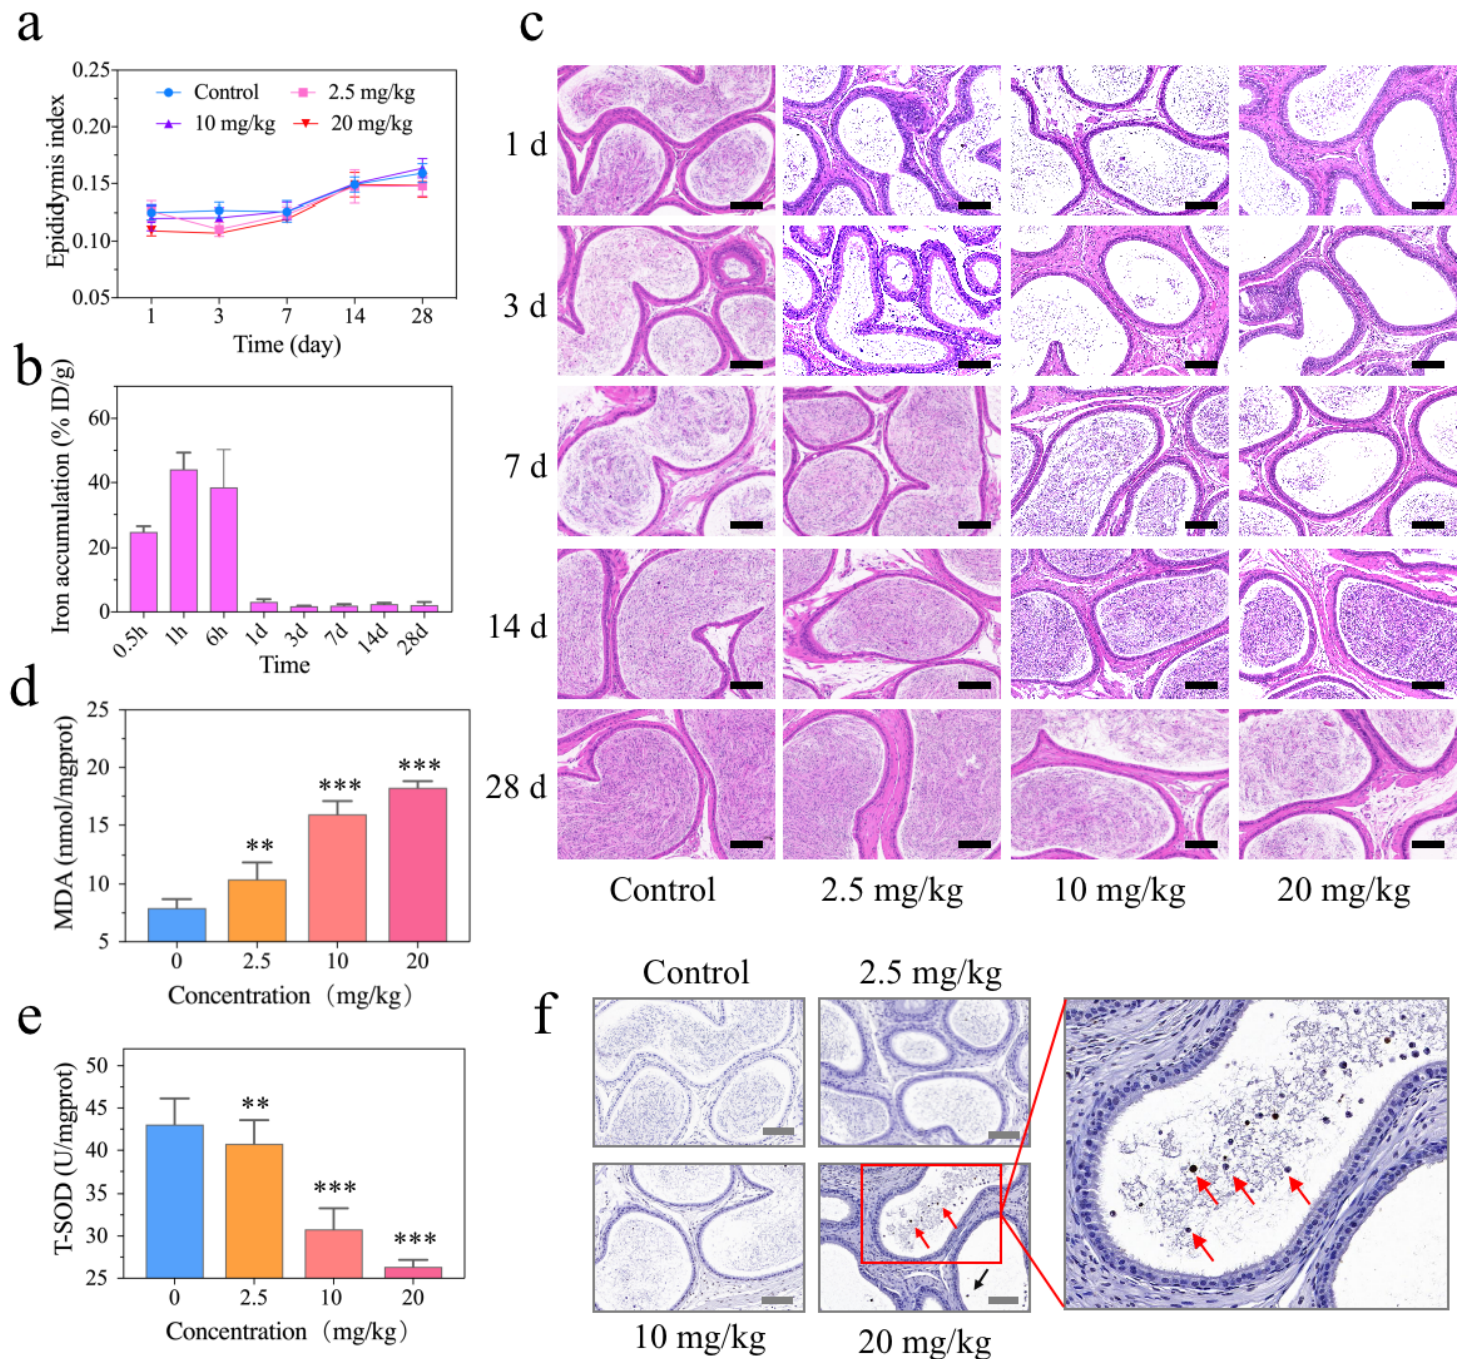 a
0.25
0.20
0.15
0.10
0.05
Epididymis index
Control
2.5 mg/kg
10 mg/kg
20 mg/kg
1 3 7 14 28
Time (day)
b
60
40
20
0
Iron accumulation (% ID/g)
0.5h 1h 6h 1d 3d 7d 14d 28d
Time
c
1 d
3 d
7 d
14 d
28 d
Control 2.5 mg/kg 10 mg/kg 20 mg/kg
d
25
20
15
10
5
MDA (nmol/mgprot)
** *** ***
0 2.5 10 20
Concentration（mg/kg）
e
50
45
40
35
30
25
T-SOD (U/mgprot)
** *** ***
0 2.5 10 20
Concentration（mg/kg）
f
Control 2.5 mg/kg
10 mg/kg 20 mg/kg